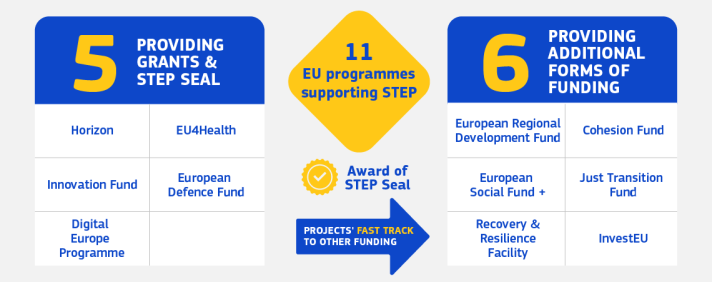 5
PROVIDING
GRANTS &
STEP SEAL
Horizon
EU4Health
Innovation Fund
European
Defence Fund
Digital
Europe
Programme
11
EU programmes
supporting STEP
Award of
STEP Seal
PROJECTS' FAST TRACK
TO OTHER FUNDING
6
PROVIDING
ADDITIONAL
FORMS OF
FUNDING
European Regional
Development Fund
Cohesion Fund
European
Social Fund +
Just Transition
Fund
Recovery &
Resilience
Facility
InvestEU